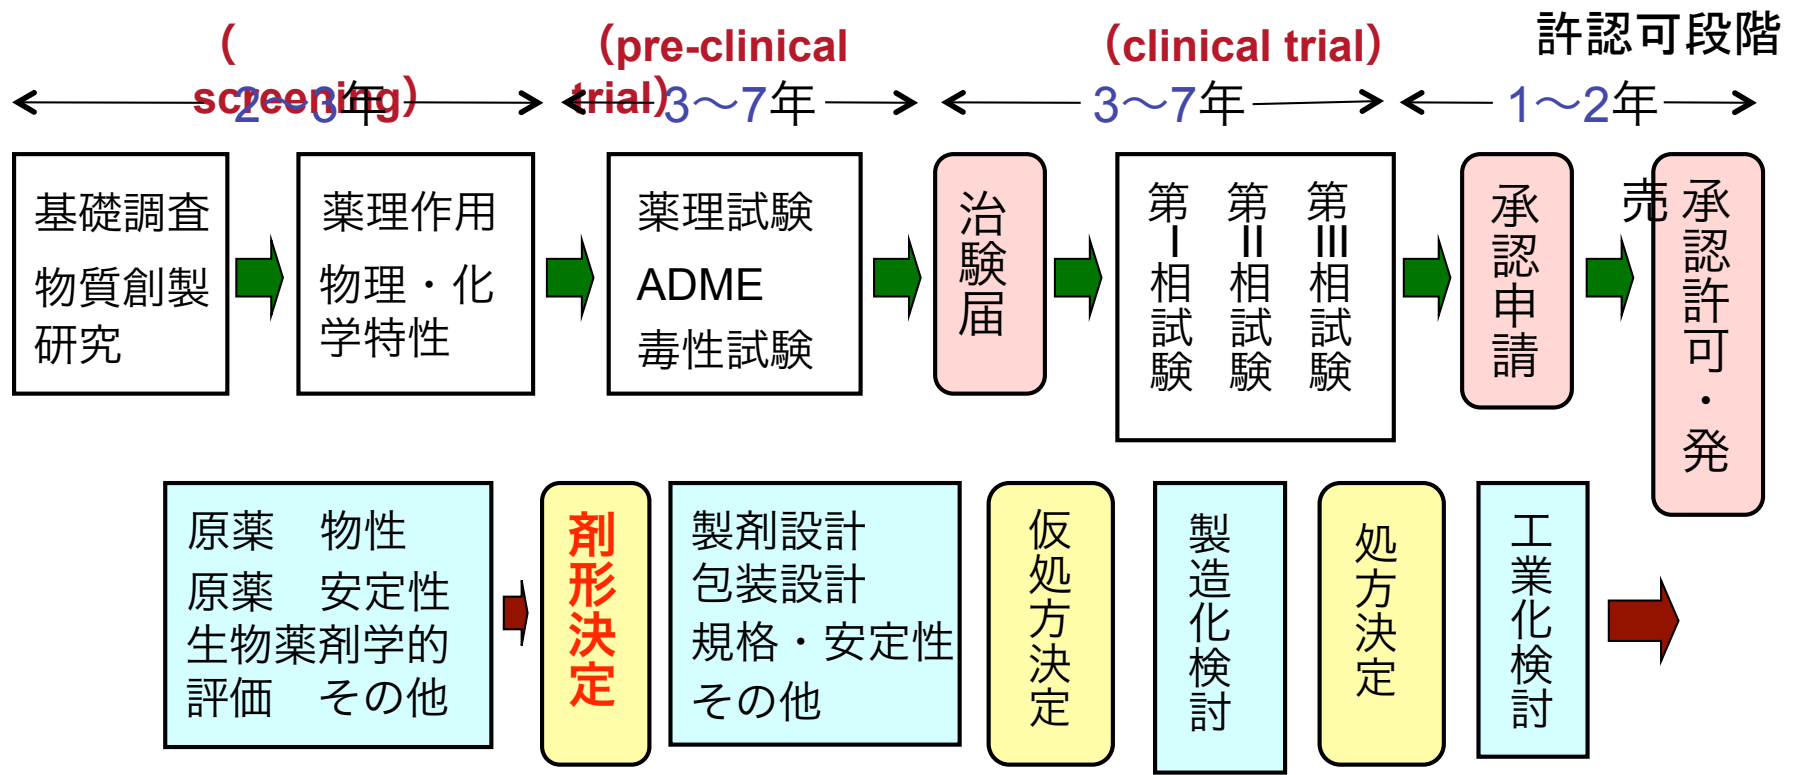 (screening)
(pre-clinical trial)
(clinical trial)
許認可段階
2〜3年
3〜7年
3〜7年
1〜2年
基礎調査
物質創製
研究
薬理作用
物理・化
学特性
薬理試験
ADME
毒性試験
治験届
第Ⅰ相試験
第Ⅱ相試験
第Ⅲ相試験
承認申請
承認許可・発
売
原薬　物性
原薬　安定性
生物薬剤学的
評価　その他
剤形決定
製剤設計
包装設計
規格・安定性
その他
仮処方決定
製造化検討
処方決定
工業化検討